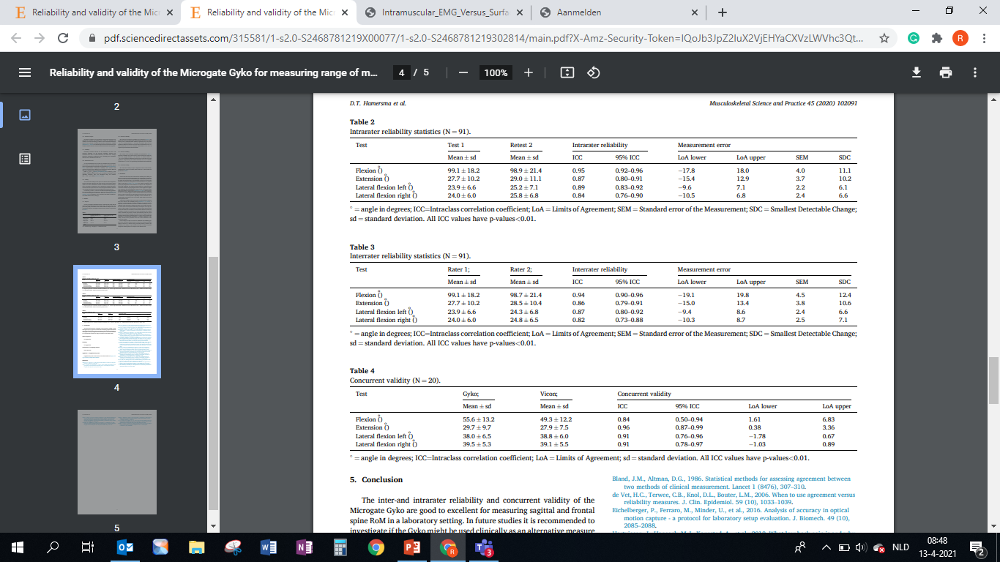 Reliability and validity of the Micr
Reliability and validity of the Mic
Intramuscular_EMG_Versus_Surfa
Aanmelden
pdf.sciencedirectassets.com/315581/1-s2.0-S2468781219X00077/1-s2.0-S2468781219302814/main.pdf?X-Amz-Security-Token=IQoJb3JpZ2luX2VjEHYaCXVzLWVhc3Qt...
Reliability and validity of the Microgate Gyko for measuring range of m...
4 / 5
100%
2
3
4
5
D.T. Hamersma et al.
Musculoskeletal Science and Practice 45 (2020) 102091
Table 2
Intrarater reliability statistics (N = 91).
Test Test 1 Retest 2 Intrarater reliability Measurement error
Mean ± sd Mean ± sd ICC 95% ICC LoA lower LoA upper SEM SDC
Flexion (°) 99.1 ± 18.2 98.9 ± 21.4 0.95 0.92–0.96 −17.8 18.0 4.0 11.1
Extension (°) 27.7 ± 10.2 29.0 ± 11.1 0.87 0.80–0.91 −15.4 12.9 3.7 10.2
Lateral flexion left (°) 23.9 ± 6.6 25.2 ± 7.1 0.89 0.83–0.92 −9.6 7.1 2.2 6.1
Lateral flexion right (°) 24.0 ± 6.0 25.8 ± 6.8 0.84 0.76–0.90 −10.5 6.8 2.4 6.6
° = angle in degrees; ICC=Intraclass correlation coefficient; LoA = Limits of Agreement; SEM = Standard error of the Measurement; SDC = Smallest Detectable Change;
sd = standard deviation. All ICC values have p-values<0.01.
Table 3
Interrater reliability statistics (N = 91).
Test Rater 1; Rater 2; Interrater reliability Measurement error
Mean ± sd Mean ± sd ICC 95% ICC LoA lower LoA upper SEM SDC
Flexion (°) 99.1 ± 18.2 98.7 ± 21.4 0.94 0.90–0.96 −19.1 19.8 4.5 12.4
Extension (°) 27.7 ± 10.2 28.5 ± 10.4 0.86 0.79–0.91 −15.0 13.4 3.8 10.6
Lateral flexion left (°) 23.9 ± 6.6 24.3 ± 6.8 0.87 0.80–0.92 −9.4 8.6 2.4 6.6
Lateral flexion right (°) 24.0 ± 6.0 24.8 ± 6.5 0.82 0.73–0.88 −10.3 8.7 2.5 7.1
° = angle in degrees; ICC=Intraclass correlation coefficient; LoA = Limits of Agreement; SEM = Standard error of the Measurement; SDC = Smallest Detectable Change;
sd = standard deviation. All ICC values have p-values<0.01.
Table 4
Concurrent validity (N = 20).
Test Gyko; Vicon; Concurrent validity
Mean ± sd Mean ± sd ICC 95% ICC LoA lower LoA upper
Flexion (°) 55.6 ± 13.2 49.3 ± 12.2 0.84 0.50–0.94 1.61 6.83
Extension (°) 29.7 ± 9.7 27.9 ± 7.5 0.96 0.87–0.99 0.38 3.36
Lateral flexion left (°) 38.0 ± 6.5 38.8 ± 6.0 0.91 0.76–0.96 −1.78 0.67
Lateral flexion right (°) 39.5 ± 5.3 39.1 ± 5.5 0.91 0.78–0.97 −1.03 0.89
° = angle in degrees; ICC=Intraclass correlation coefficient; LoA = Limits of Agreement; sd = standard deviation. All ICC values have p-values<0.01.
5. Conclusion
The inter-and intrarater reliability and concurrent validity of the
Microgate Gyko are good to excellent for measuring sagittal and frontal
spine RoM in a laboratory setting. In future studies it is recommended to
investigate if the Gyko might be used clinically as an alternative measure
Bland, J.M., Altman, D.G., 1986. Statistical methods for assessing agreement between
two methods of clinical measurement. Lancet 1 (8476), 307–310.
de Vet, H.C., Terwee, C.B., Knol, D.L., Bouter, L.M., 2006. When to use agreement versus
reliability measures. J. Clin. Epidemiol. 59 (10), 1033–1039.
Eichelberger, P., Ferraro, M., Minder, U., et al., 2016. Analysis of accuracy in optical
motion capture - a protocol for laboratory setup evaluation. J. Biomech. 49 (10),
2085–2088.
NLD
08:48
13-4-2021